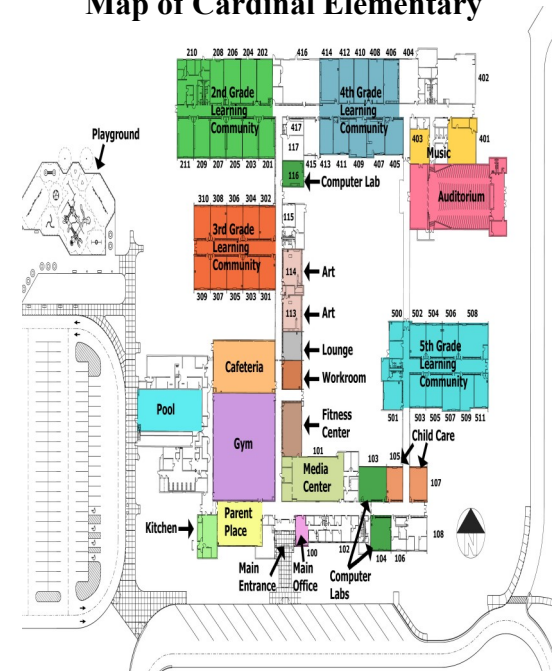 Map of Cardinal Elementary
210 208 206 204 202 416 414 412 410 408 406 404
402
2nd Grade
Learning
Community
4th Grade
Learning
Community
417
117
403
401
Music
211 209 207 205 203 201
415 413 411 409 407 405
Playground
116
Computer Lab
Auditorium
310 308 306 304 302
115
3rd Grade
Learning
Community
114
Art
309 307 305 303 301
113
Art
500 502 504 506 508
5th Grade
Learning
Community
Lounge
Cafeteria
Workroom
Pool
501 503 505 507 509 511
Fitness
Center
Gym
Child Care
101
Media
Center
103
105
107
Parent
Place
Kitchen
100
102
104
106
108
N
Main
Entrance
Main
Office
Computer
Labs